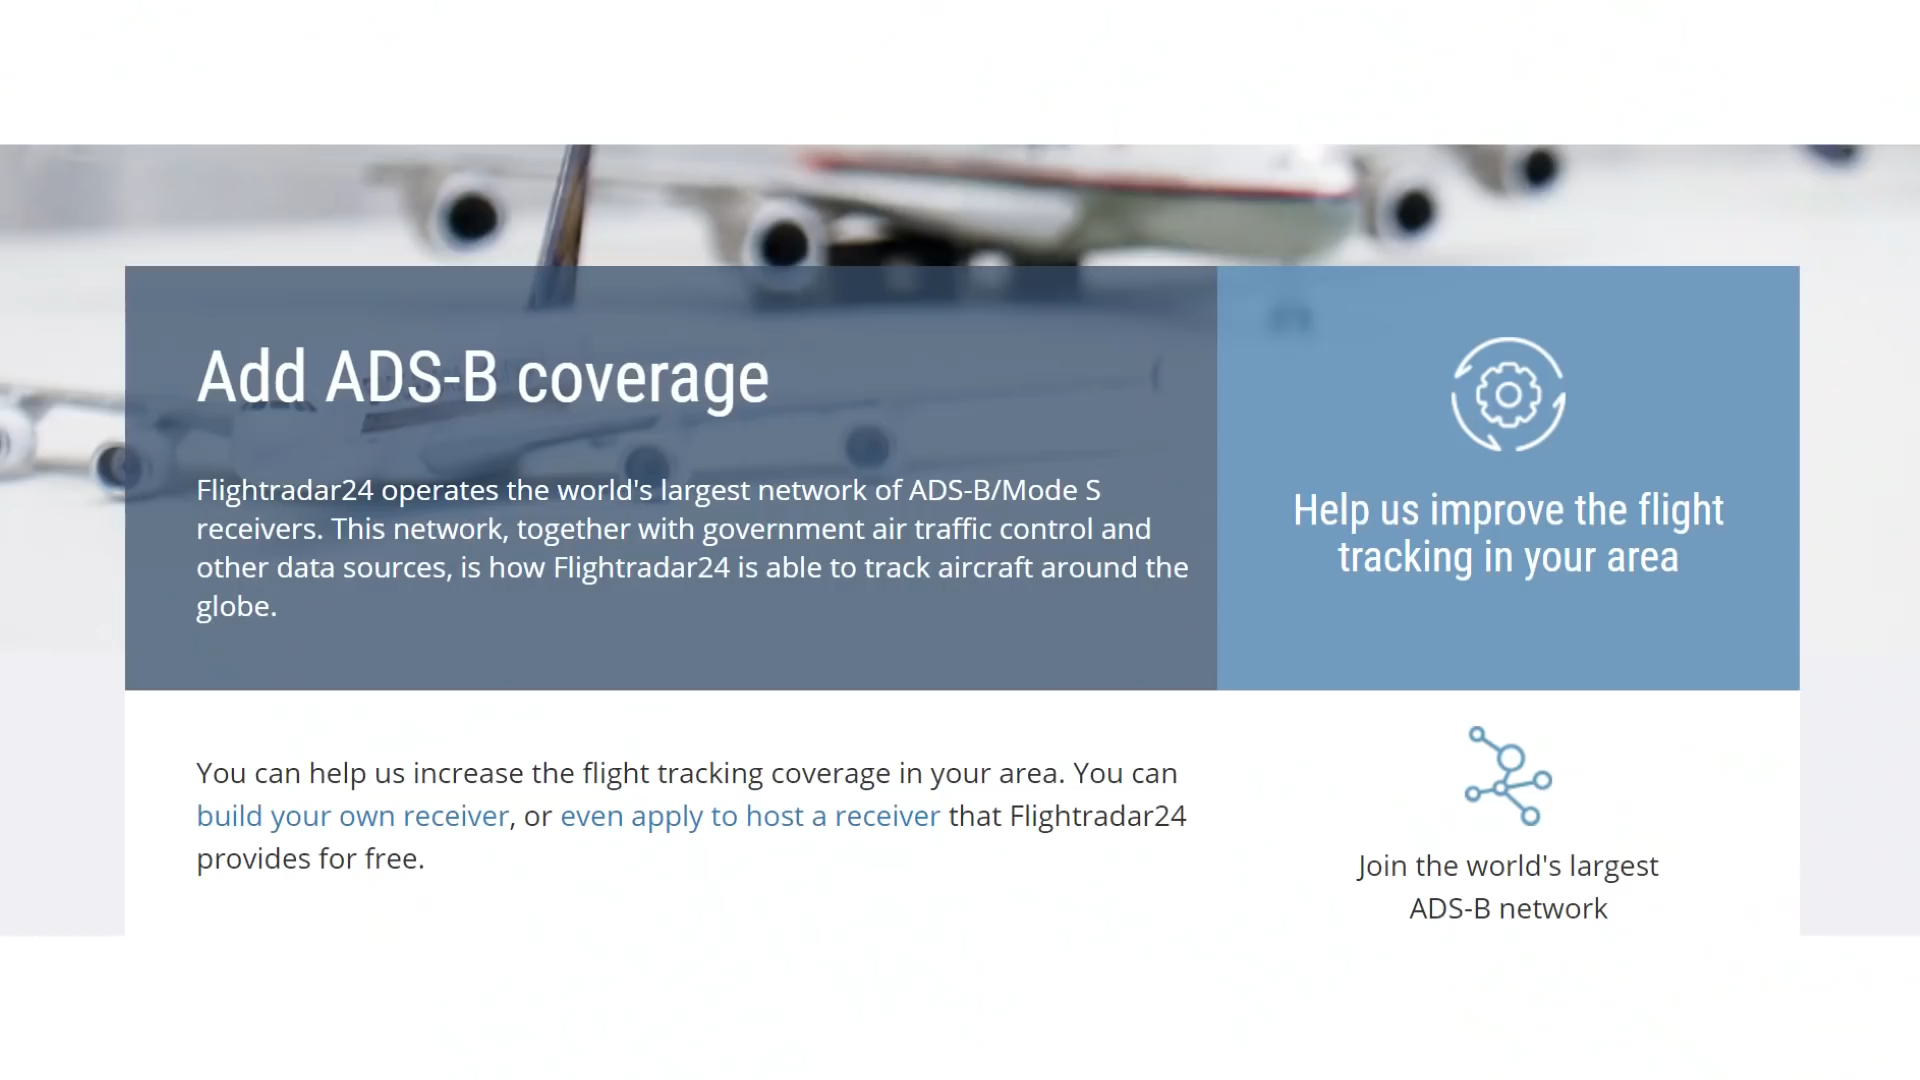 Add ADS-B coverage
Flightradar24 operates the world's largest network of ADS-B/Mode S
receivers. This network, together with government air traffic control and
other data sources, is how Flightradar24 is able to track aircraft around the
globe.
Help us improve the flight
tracking in your area
You can help us increase the flight tracking coverage in your area. You can
build your own receiver, or even apply to host a receiver that Flightradar24
provides for free.
Join the world's largest
ADS-B network